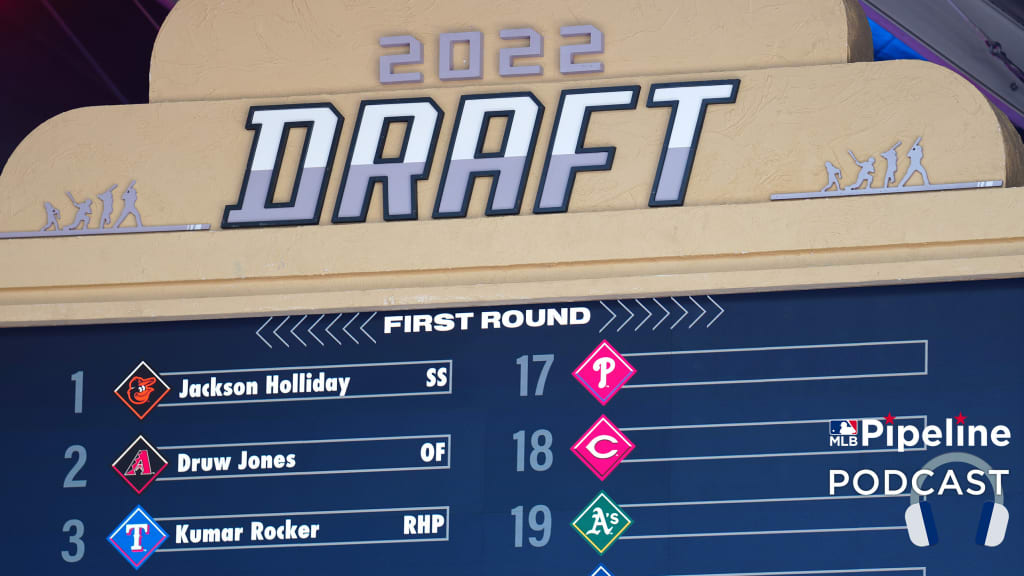 2022
DRAFT
FIRST ROUND
1 Jackson Holliday SS
2 A Druw Jones OF
3 T Kumar Rocker RHP
17 P
18 C
19 A's
MLB Pipeline
PODCAST